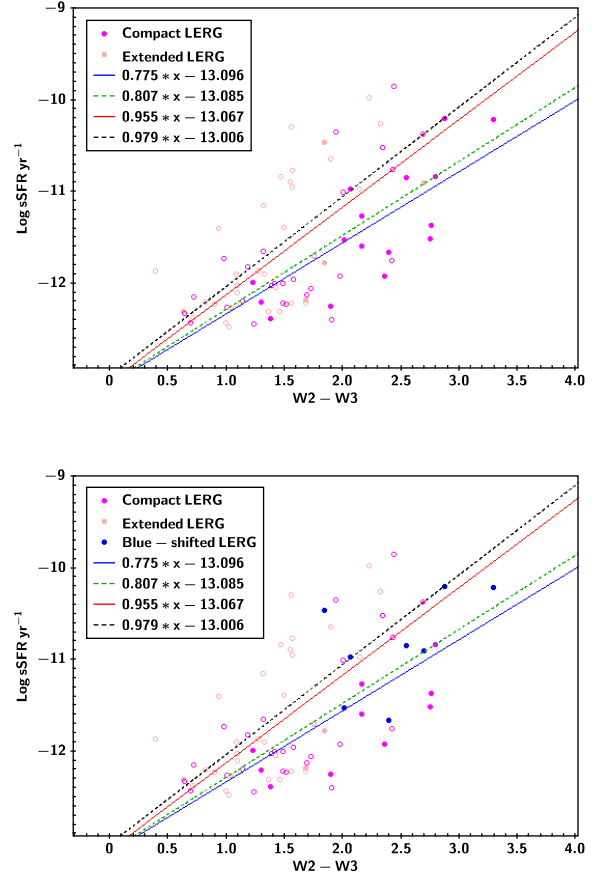 −9
Compact LERG
Extended LERG
0.775 ∗ x − 13.096
0.807 ∗ x − 13.085
0.955 ∗ x − 13.067
0.979 ∗ x − 13.006
−10
−11
−12
Log sSFR yr−1
0 0.5 1.0 1.5 2.0 2.5 3.0 3.5 4.0
W2 − W3
−9
Compact LERG
Extended LERG
Blue − shifted LERG
0.775 ∗ x − 13.096
0.807 ∗ x − 13.085
0.955 ∗ x − 13.067
0.979 ∗ x − 13.006
−10
−11
−12
Log sSFR yr−1
0 0.5 1.0 1.5 2.0 2.5 3.0 3.5 4.0
W2 − W3